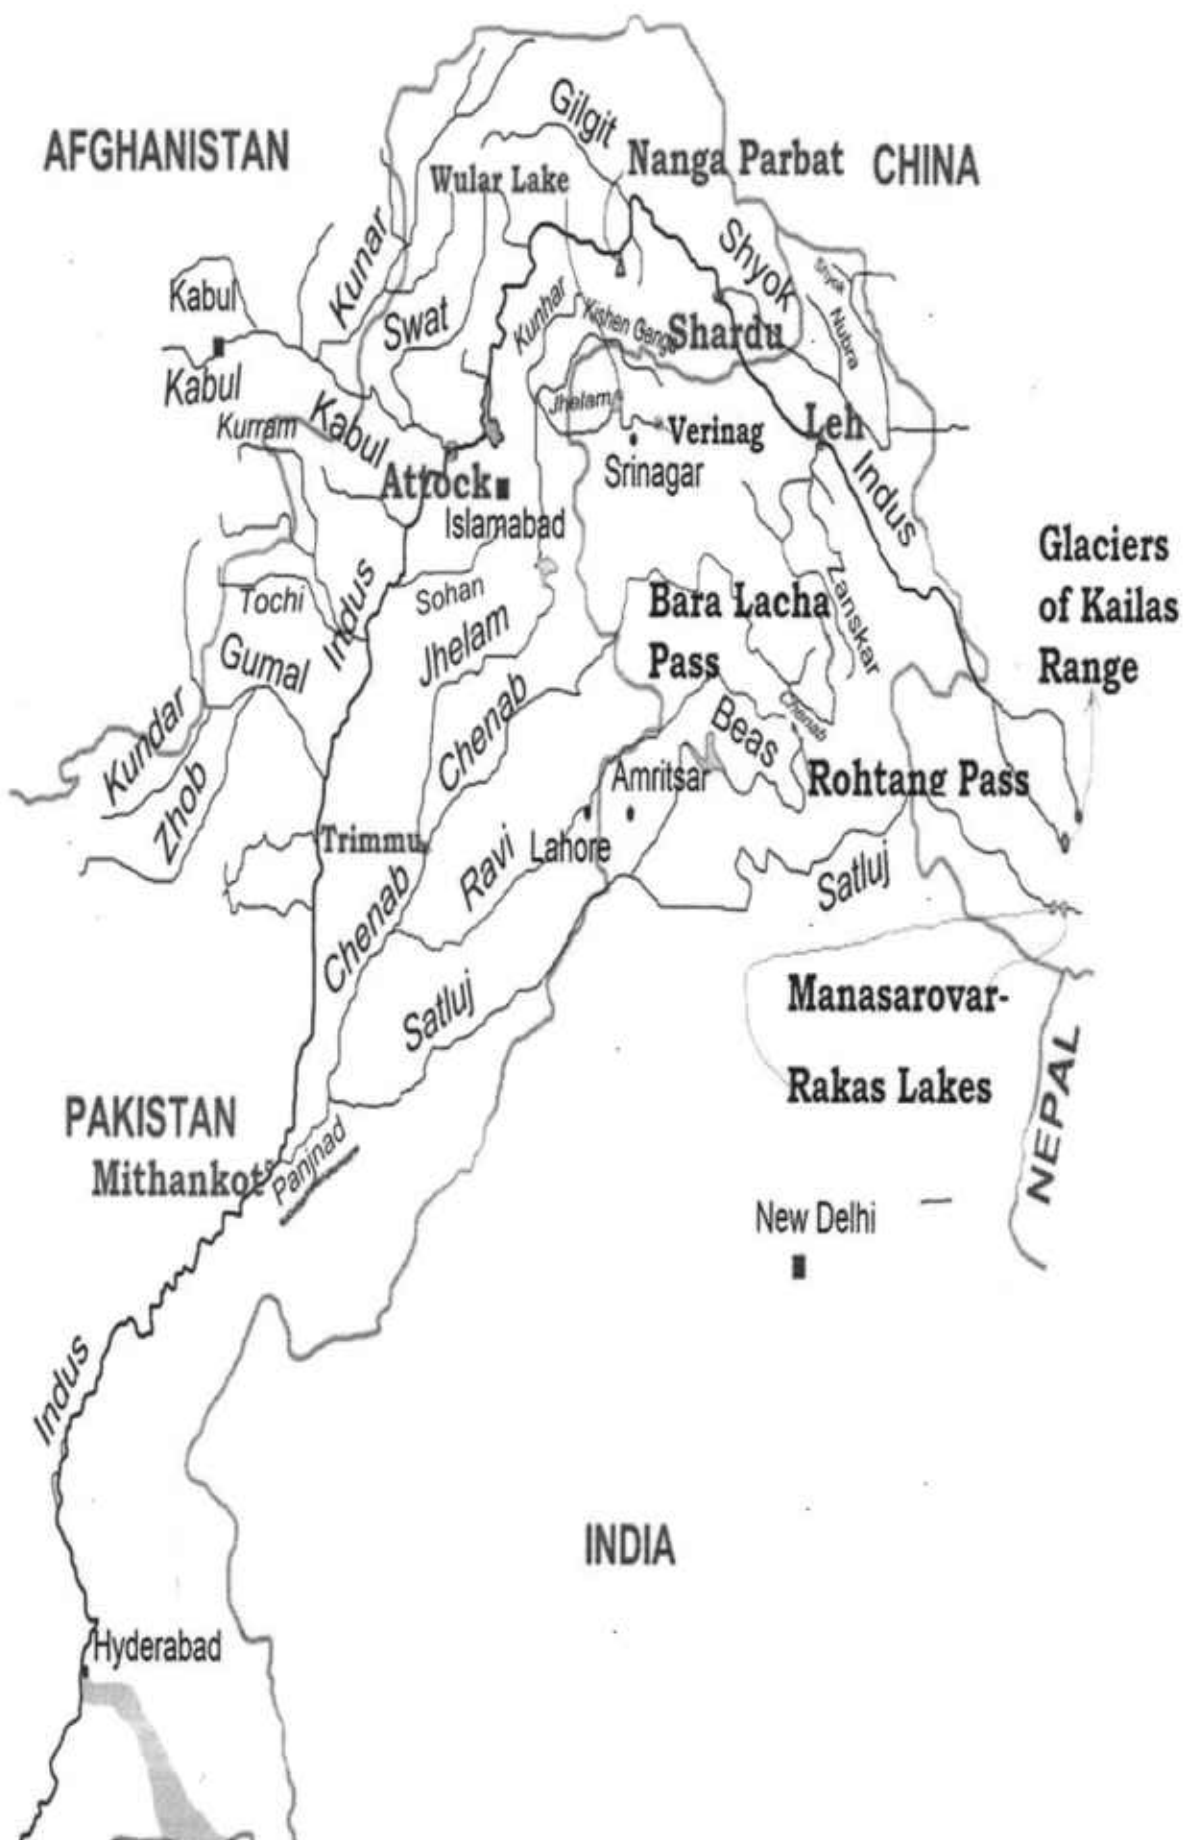 Gilgit
AFGHANISTAN
Nanga Parbat
CHINA
Wular Lake
Kunar
Shyok
Shyok
Kabul
Swat
Kunhar
Kishen Ganga
Shardu
Nubra
Kabul
Kurram
Kabul
Jhelam
Verinag
Leh
Srinagar
Attock
Indus
Islamabad
Glaciers
of Kailas
Range
Tochi
Indus
Sohan
Bara Lacha
Pass
Zanskar
Gumal
Jhelam
Kundar
Chenab
Beas
Chenab
Zhob
Amritsar
Rohtang Pass
Trimmu
Ravi
Lahore
Satluj
Chenab
Satluj
Manasarovar-
Rakas Lakes
NEPAL
PAKISTAN
Mithankot
Panjnad
New Delhi
Indus
INDIA
Hyderabad